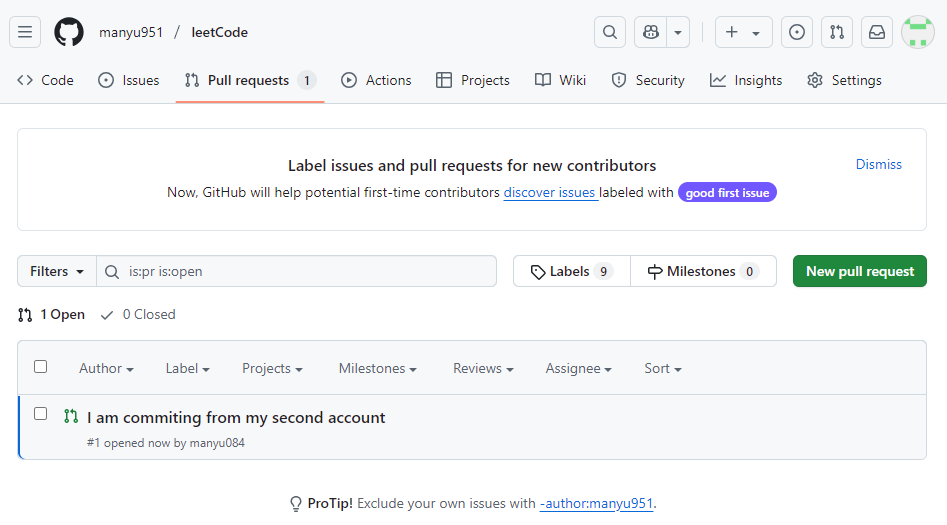 manyu951 / leetCode
Code Issues Pull requests 1 Actions Projects Wiki Security Insights Settings
Label issues and pull requests for new contributors
Dismiss
Now, GitHub will help potential first-time contributors discover issues labeled with good first issue
Filters is:pr is:open Labels 9 Milestones 0 New pull request
1 Open 0 Closed
Author Label Projects Milestones Reviews Assignee Sort
I am commiting from my second account
#1 opened now by manyu084
ProTip! Exclude your own issues with -author:manyu951.